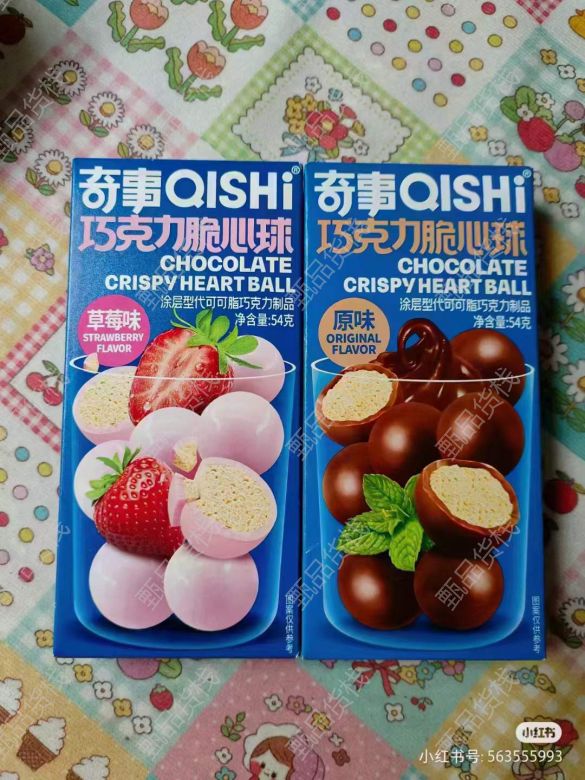 奇事QISHI®
巧克力脆心球
CHOCOLATE
CRISPY HEART BALL
涂层型代可可脂巧克力制品
净含量:54克
草莓味
STRAWBERRY
FLAVOR
图案仅供参考
奇事QISHI®
巧克力脆心球
CHOCOLATE
CRISPY HEART BALL
涂层型代可可脂巧克力制品
净含量:54克
原味
ORIGINAL
FLAVOR
图案仅供参考
甄品货栈
小红书
小红书号: 563555993